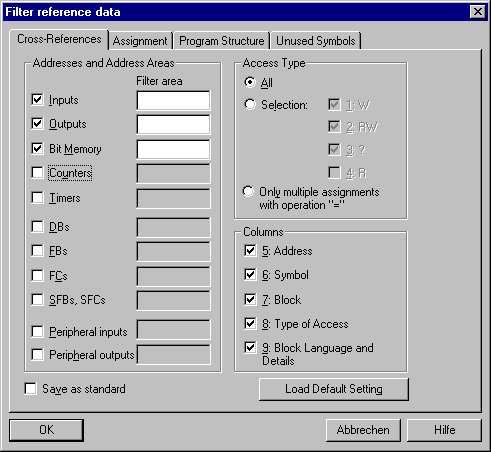 Filter reference data
Cross-References Assignment Program Structure Unused Symbols
Addresses and Address Areas
Filter area
Inputs
Outputs
Bit Memory
Counters
Timers
DBs
FBs
FCs
SFBs, SFCs
Peripheral inputs
Peripheral outputs
Access Type
All
Selection:
1: W
2: RW
3: ?
4: R
Only multiple assignments
with operation "="
Columns
5: Address
6: Symbol
7: Block
8: Type of Access
9: Block Language and
Details
Save as standard
Load Default Setting
OK Abbrechen Hilfe